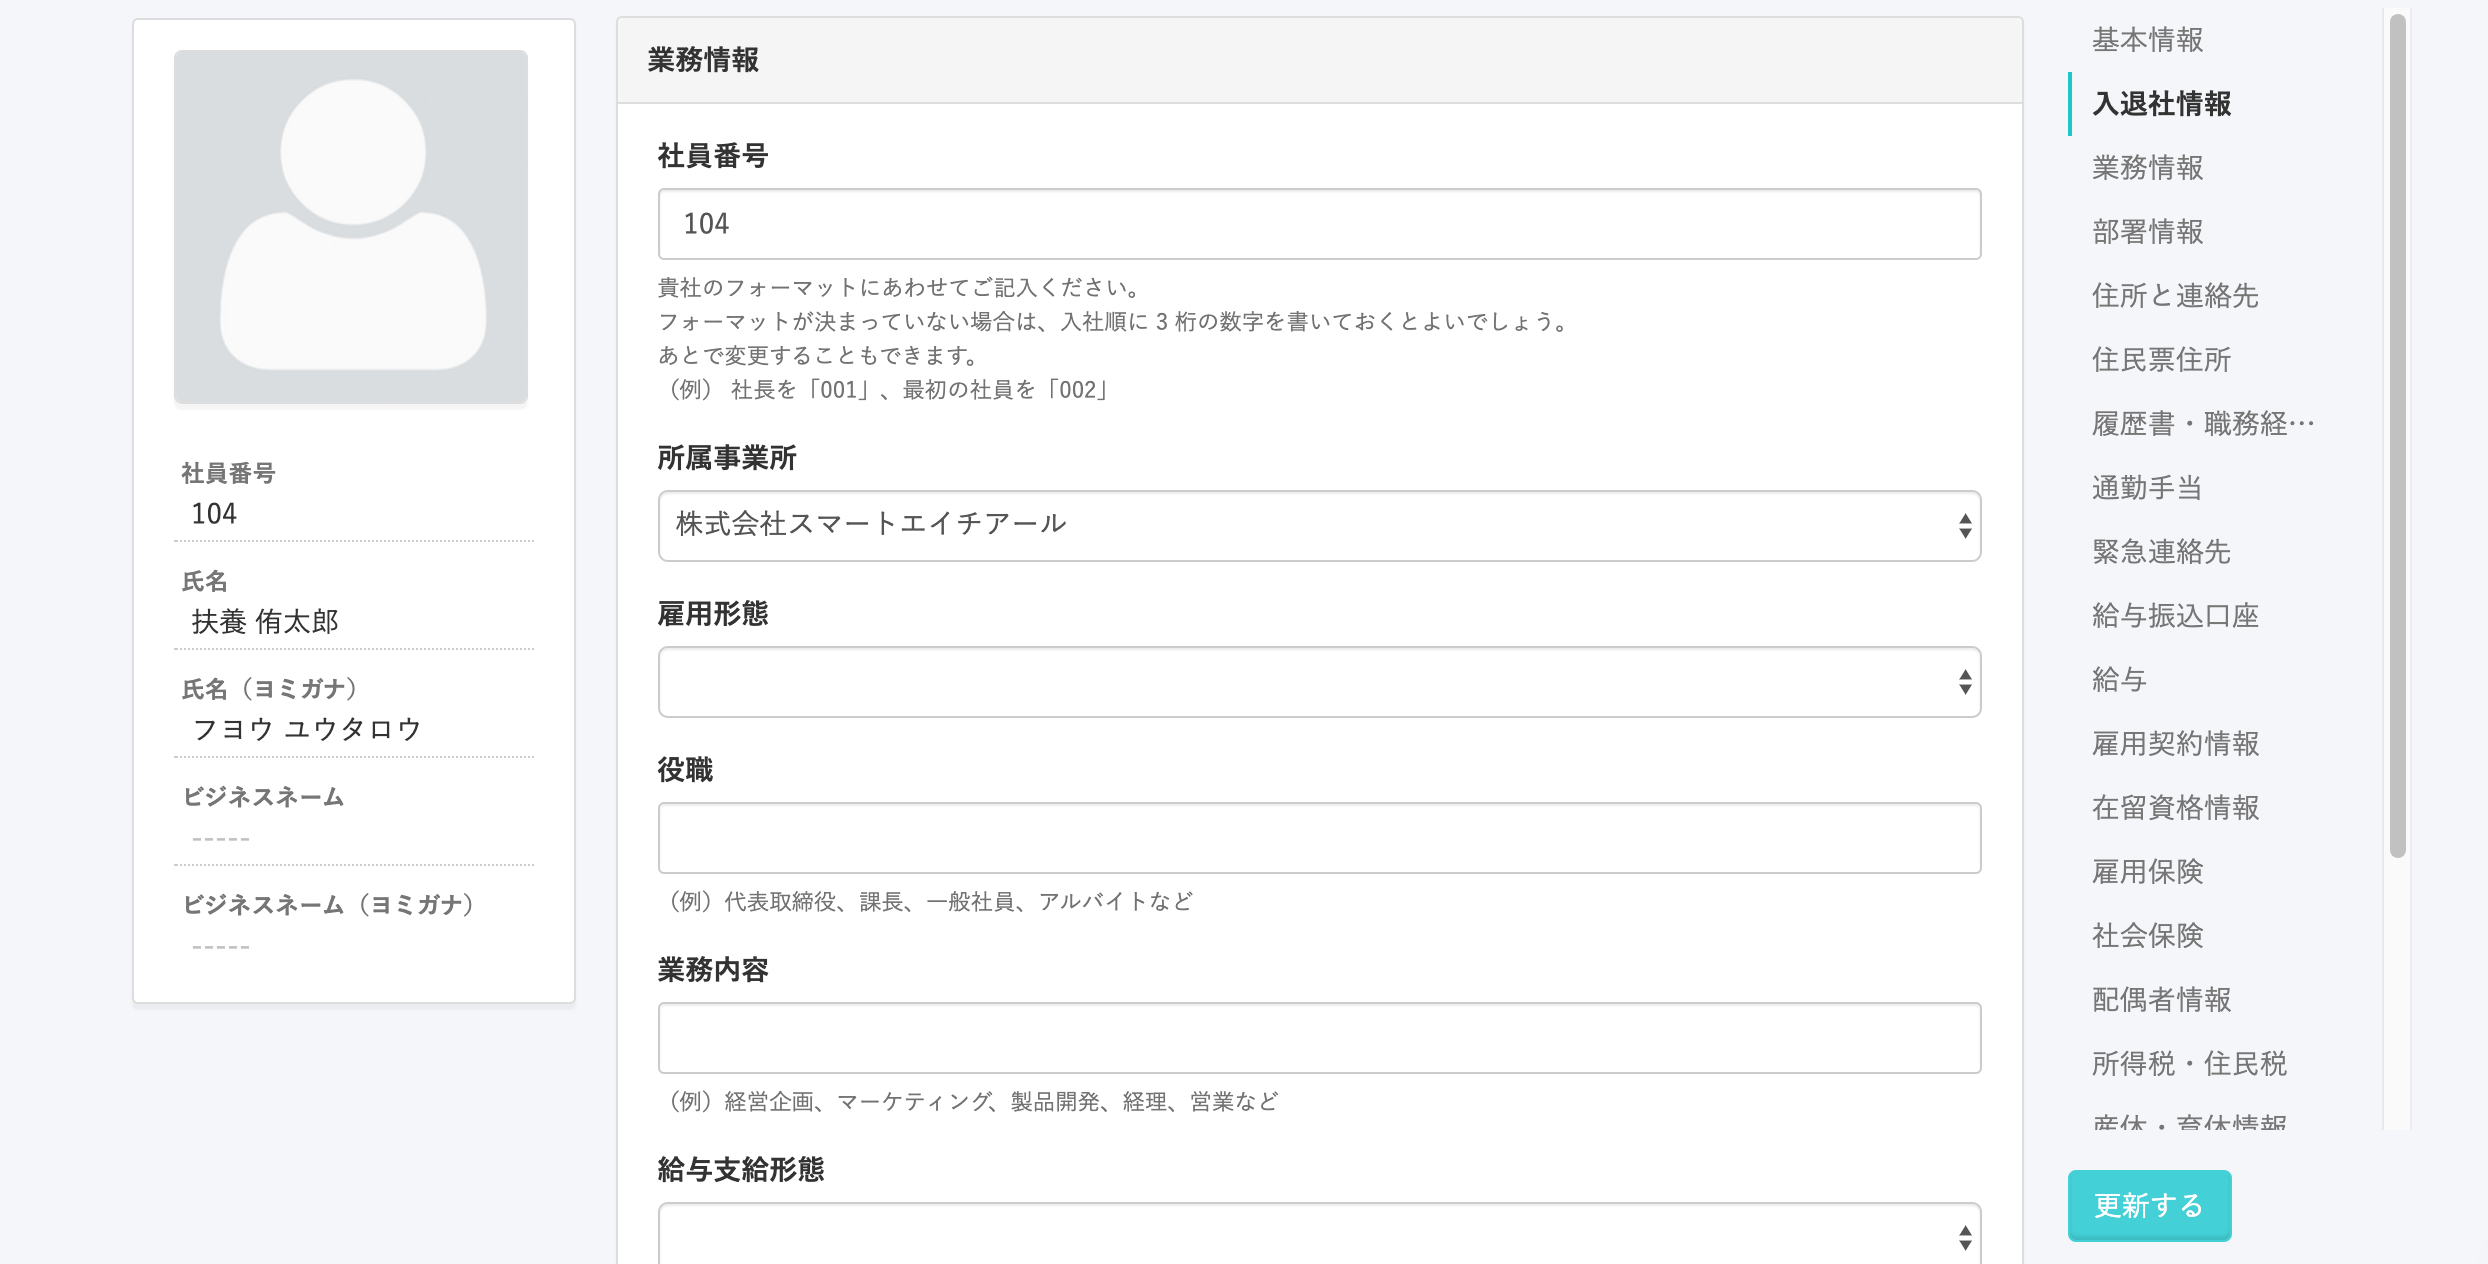 社員番号
104
氏名
扶養 侑太郎
氏名（ヨミガナ）
フヨウ ユウタロウ
ビジネスネーム
-----
ビジネスネーム（ヨミガナ）
-----
業務情報
社員番号
104
貴社のフォーマットにあわせてご記入ください。
フォーマットが決まっていない場合は、入社順に 3 桁の数字を書いておくとよいでしょう。
あとで変更することもできます。
（例） 社長を「001」、最初の社員を「002」
所属事業所
株式会社スマートエイチアール
雇用形態
役職
（例）代表取締役、課長、一般社員、アルバイトなど
業務内容
（例）経営企画、マーケティング、製品開発、経理、営業など
給与支給形態
基本情報
入退社情報
業務情報
部署情報
住所と連絡先
住民票住所
履歴書・職務経…
通勤手当
緊急連絡先
給与振込口座
給与
雇用契約情報
在留資格情報
雇用保険
社会保険
配偶者情報
所得税・住民税
産休・育休情報
更新する